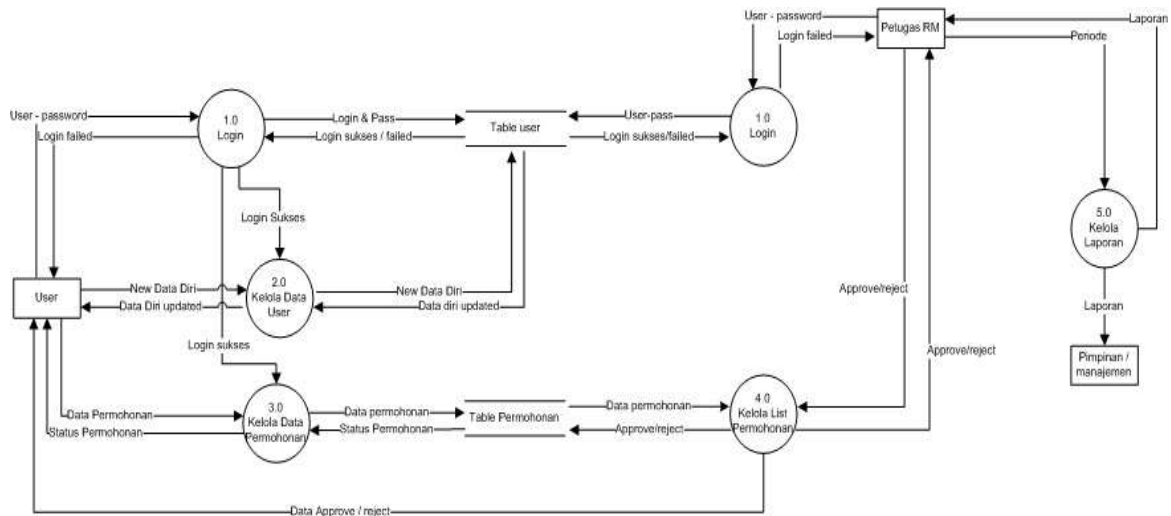 User - password
Login failed
Petugas RM
Laporan
Periode
User - password
Login failed
1.0
Login
Login & Pass
Login sukses / failed
Table user
User-pass
Login sukses/failed
1.0
Login
Login Sukses
5.0
Kelola
Laporan
User
New Data Diri
Data Diri updated
2.0
Kelola Data
User
New Data Diri
Data diri updated
Approve/reject
Laporan
Login sukses
Approve/reject
Pimpinan /
manajemen
Data Permohonan
Status Permohonan
3.0
Kelola Data
Permohonan
Data permohonan
Status Permohonan
Table Permohonan
Data permohonan
Approve/reject
4.0
Kelola List
Permohonan
Data Approve / reject